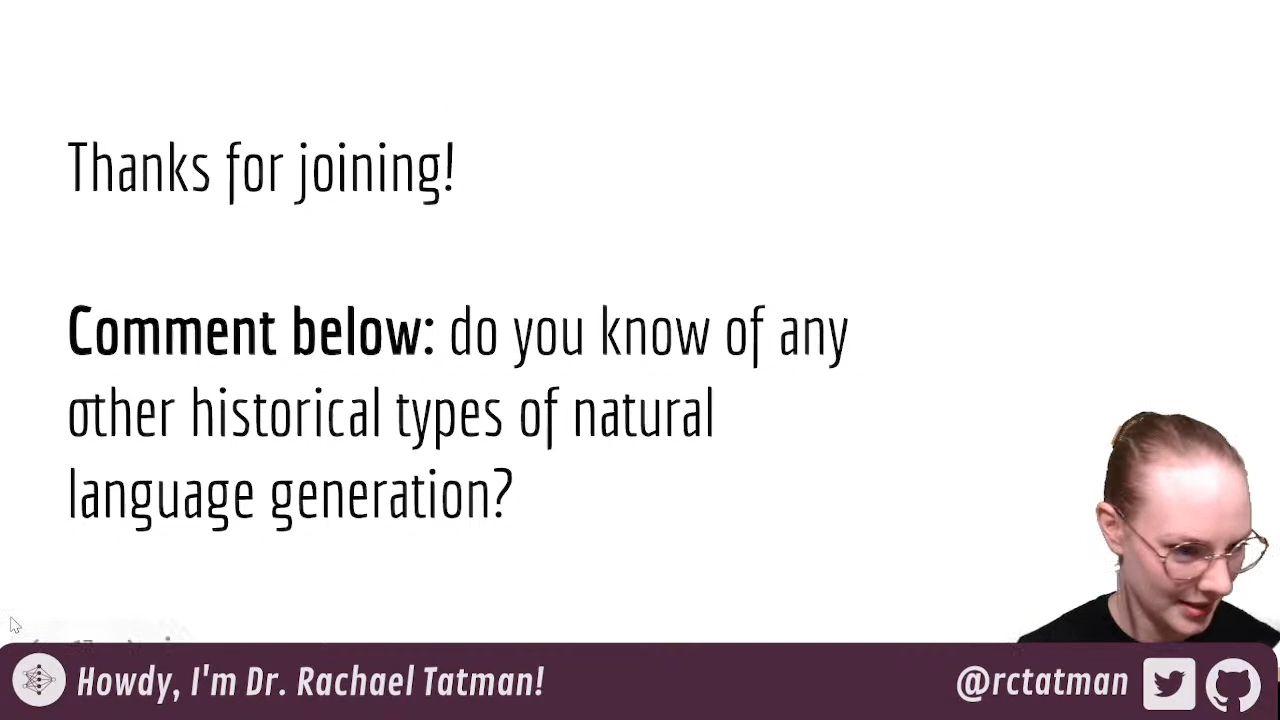 Thanks for joining!
Comment below: do you know of any
other historical types of natural
language generation?
Howdy, I'm Dr. Rachael Tatman!
@rctatman